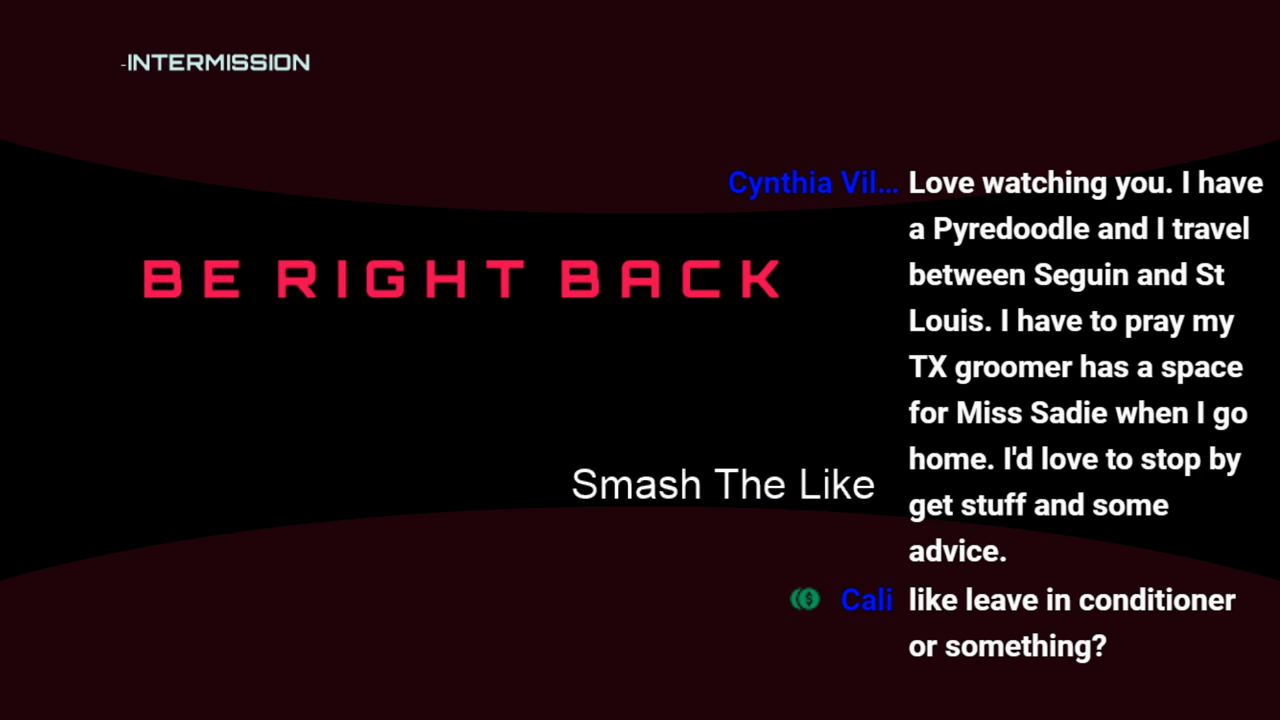 -INTERMISSION
BE RIGHT BACK
Smash The Like
Cynthia Vil... Love watching you. I have
a Pyredoodle and I travel
between Seguin and St
Louis. I have to pray my
TX groomer has a space
for Miss Sadie when I go
home. I'd love to stop by
get stuff and some
advice.
Cali like leave in conditioner
or something?